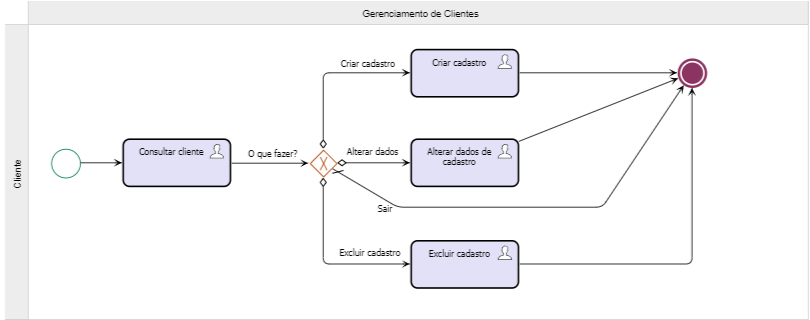 Gerenciamento de Clientes
Cliente
Criar cadastro
Criar cadastro
Consultar cliente
O que fazer?
Alterar dados
Alterar dados de
cadastro
Sair
Excluir cadastro
Excluir cadastro